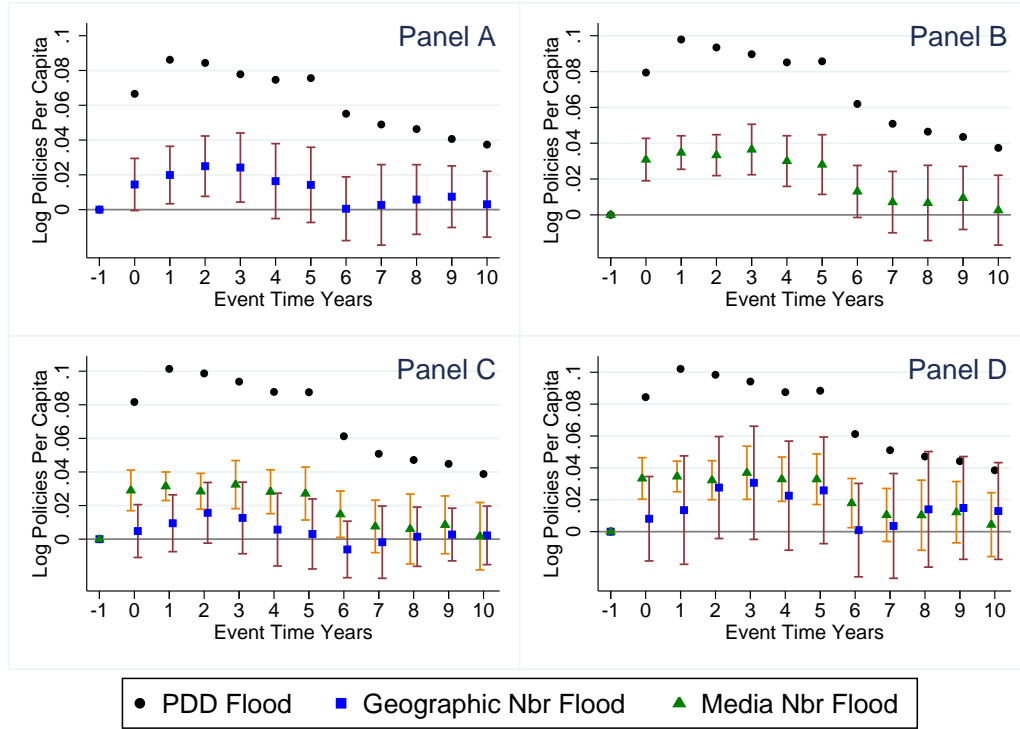 Panel A
Log Policies Per Capita
.1
.08
.06
.04
.02
0
-1 0 1 2 3 4 5 6 7 8 9 10
Event Time Years
Panel B
Log Policies Per Capita
.1
.08
.06
.04
.02
0
-1 0 1 2 3 4 5 6 7 8 9 10
Event Time Years
Panel C
Log Policies Per Capita
.1
.08
.06
.04
.02
0
-1 0 1 2 3 4 5 6 7 8 9 10
Event Time Years
Panel D
Log Policies Per Capita
.1
.08
.06
.04
.02
0
-1 0 1 2 3 4 5 6 7 8 9 10
Event Time Years
PDD Flood Geographic Nbr Flood Media Nbr Flood